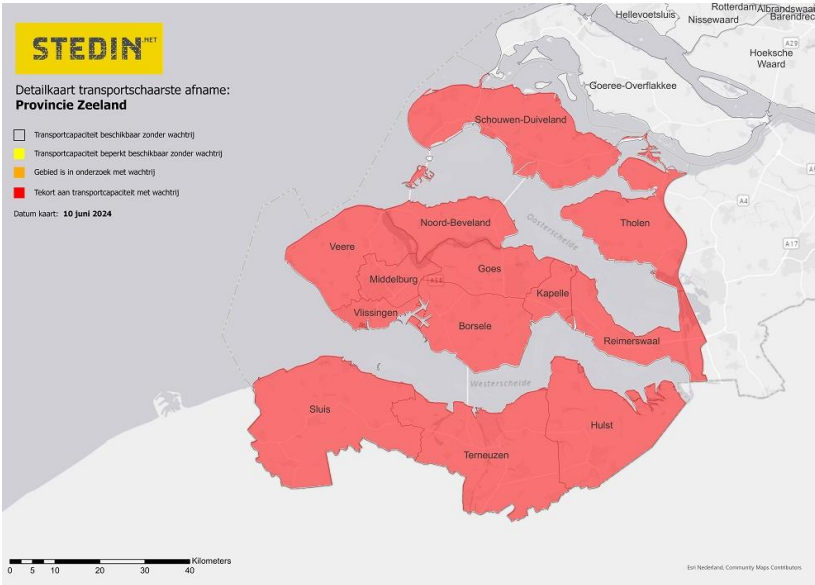 STEDIN.NET
Detailkaart transportschaarste afname:
Provincie Zeeland
Transportcapaciteit beschikbaar zonder wachtrij
Transportcapaciteit beperkt beschikbaar zonder wachtrij
Gebied is in onderzoek met wachtrij
Tekort aan transportcapaciteit met wachtrij
Datum kaart: 10 juni 2024
Hellevoetsluis
Rotterdam
Albrandswaar
Nissewaard
Barendrec
A29
Hoeksche
Waard
Goeree-Overflakkee
Schouwen-Duiveland
A4
Tholen
Noord-Beveland
Oosterschelde
A17
Veere
Goes
Middelburg
A58
Kapelle
Vlissingen
Borsele
Reimerswaal
Westerschelde
Sluis
Hulst
Terneuzen
Kilometers
0 5 10 20 30 40
Esri Nederland, Community Maps Contributors